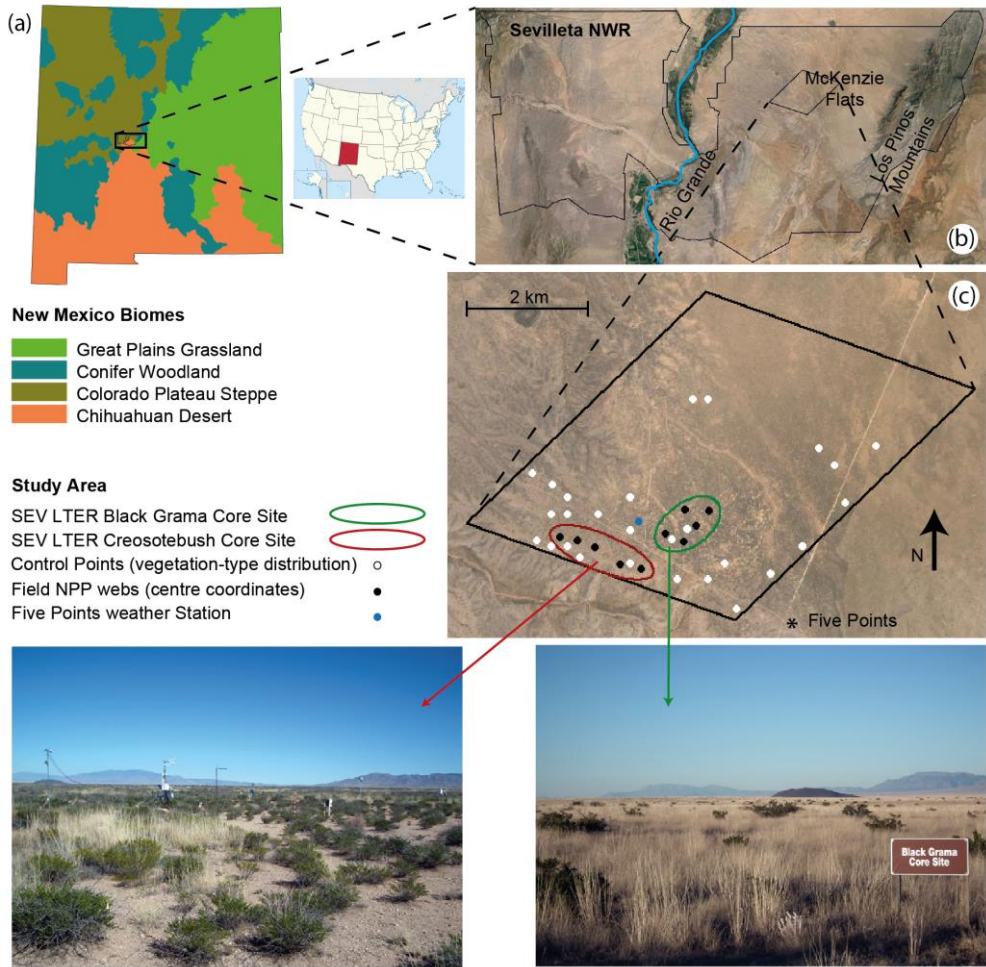 (a)
Sevilleta NWR
McKenzie
Flats
Los Pinos
Mountains
Rio Grande
(b)
New Mexico Biomes
Great Plains Grassland
Conifer Woodland
Colorado Plateau Steppe
Chihuahuan Desert
(c)
2 km
N
* Five Points
Study Area
SEV LTER Black Grama Core Site
SEV LTER Creosotebush Core Site
Control Points (vegetation-type distribution)
Field NPP webs (centre coordinates)
Five Points weather Station
Black Grama
Core Site